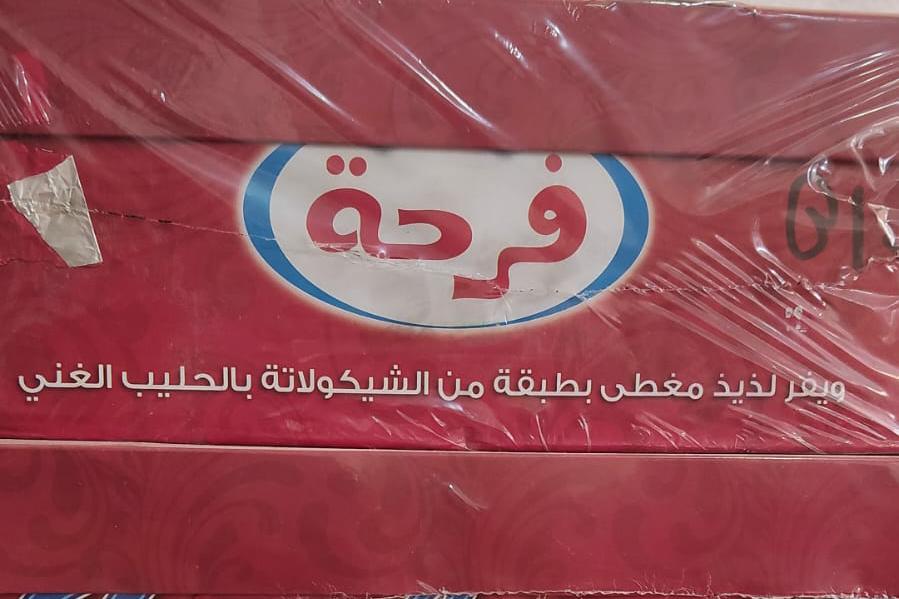 فرحة
ويفر لذيذ مغطى بطبقة من الشيكولاتة بالحليب الغني